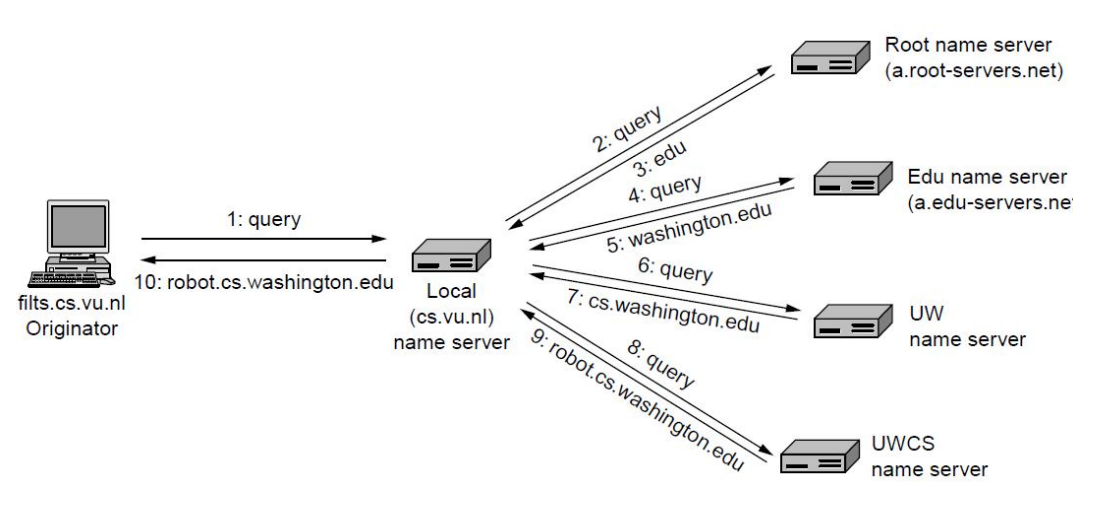 Root name server
(a.root-servers.net)
2: query
3: edu
4: query
Edu name server
(a.edu-servers.ne
5: washington.edu
1: query
10: robot.cs.washington.edu
6: query
7: cs.washington.edu
filts.cs.vu.nl
Originator
Local
(cs.vu.nl)
name server
UW
name server
8: query
9: robot.cs.washington.edu
UWCS
name server